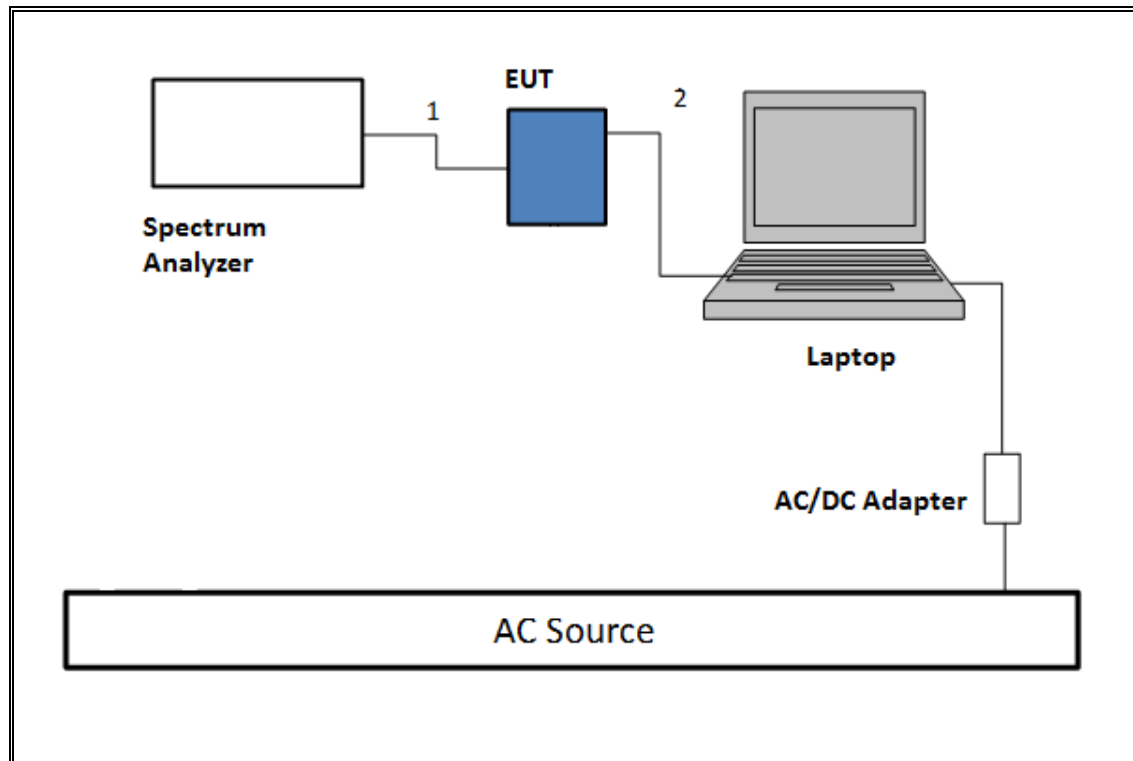 EUT
1
2
Spectrum
Analyzer
Laptop
AC/DC Adapter
AC Source